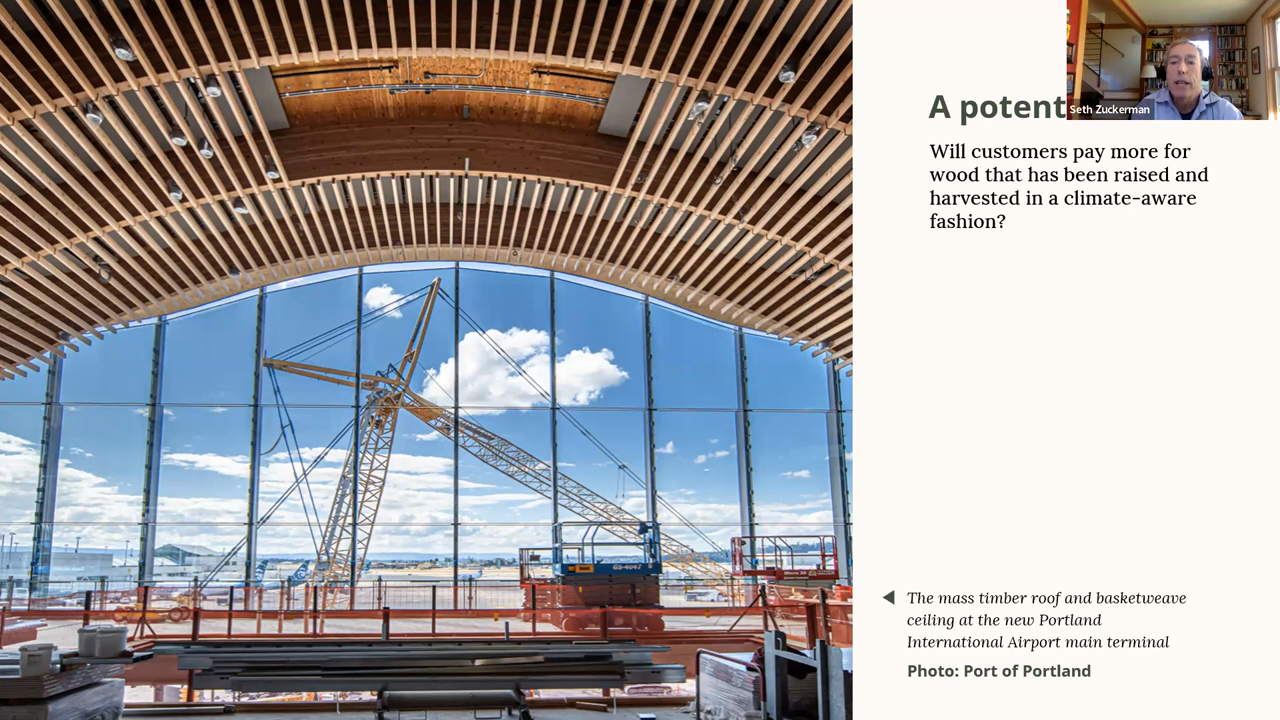 A potent
Seth Zuckerman
Will customers pay more for
wood that has been raised and
harvested in a climate-aware
fashion?
GS-4047
The mass timber roof and basketweave
ceiling at the new Portland
International Airport main terminal
Photo: Port of Portland